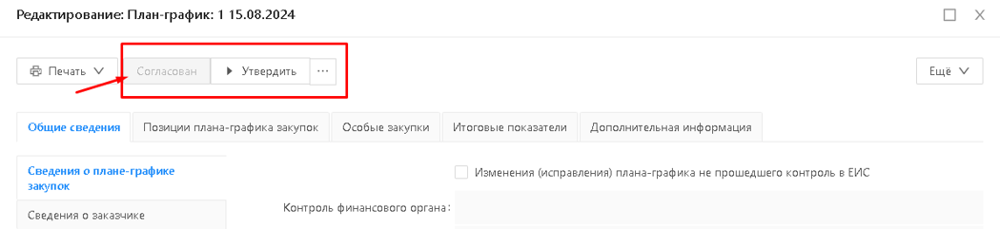 Редактирование: План-график: 1 15.08.2024
Печать Согласован Утвердить ... Ещё
Общие сведения Позиции плана-графика закупок Особые закупки Итоговые показатели Дополнительная информация
Сведения о плане-графике
закупок
Сведения о заказчике
Изменения (исправления) плана-графика не прошедшего контроль в ЕИС
Контроль финансового органа: